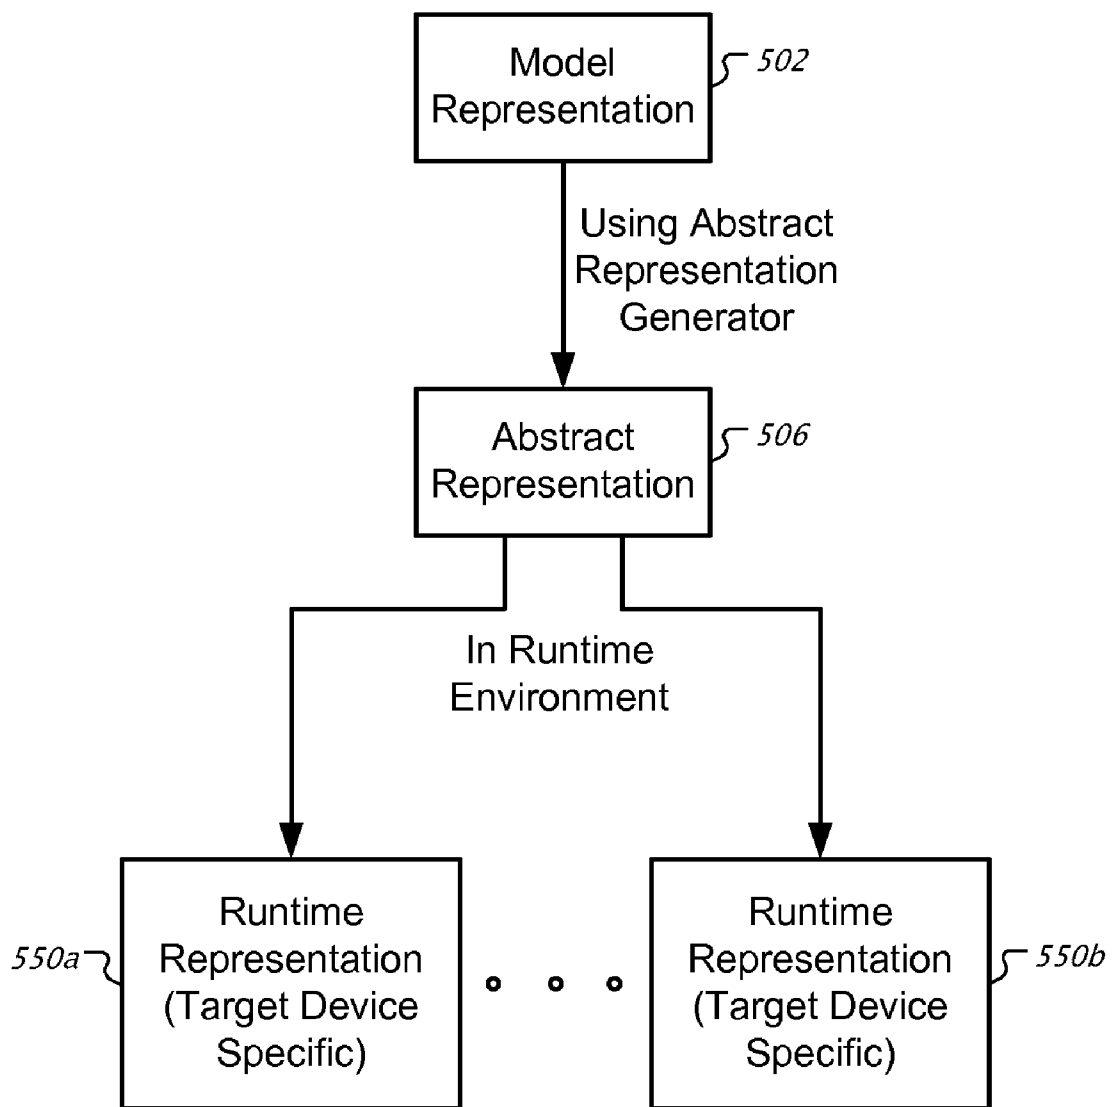 Model
Representation
502
Using Abstract
Representation
Generator
Abstract
Representation
506
In Runtime
Environment
Runtime
Representation
(Target Device
Specific)
550a
Runtime
Representation
(Target Device
Specific)
550b